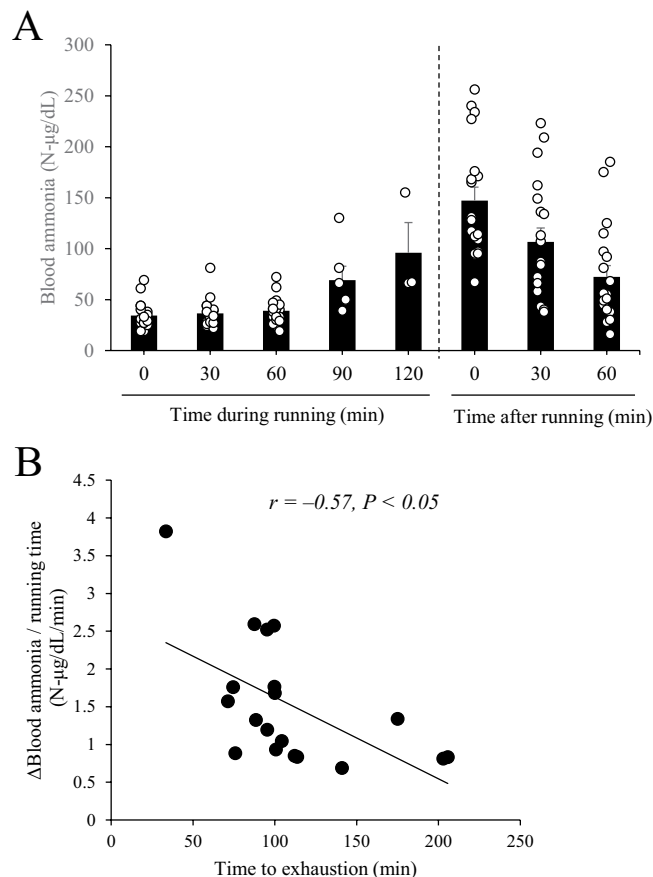 A
300
250
200
150
100
50
0
Blood ammonia (N-μg/dL)
0 30 60 90 120 0 30 60
Time during running (min) Time after running (min)
B
r = –0.57, P < 0.05
4.5
4
3.5
3
2.5
2
1.5
1
0.5
0
ΔBlood ammonia / running time
(N-μg/dL/min)
0 50 100 150 200 250
Time to exhaustion (min)